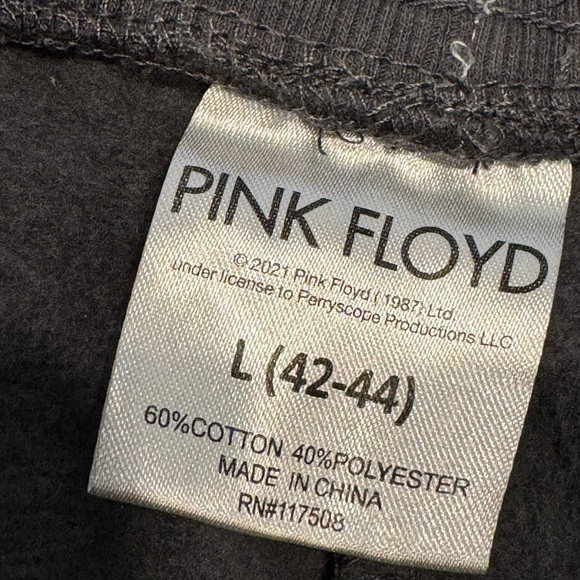 PINK FLOYD
© 2021 Pink Floyd (1987) Ltd.
under license to Perryscope Productions LLC
L (42-44)
60%COTTON 40%POLYESTER
MADE IN CHINA
RN#117508